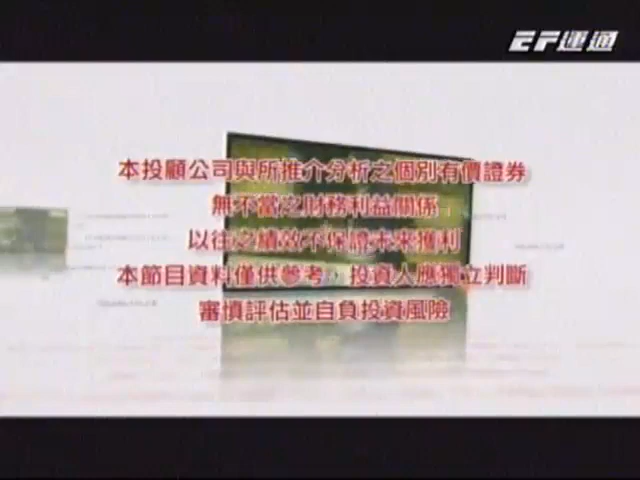 EF運通
本投顧公司與所推介分析之個別有價證券
無不當之財務利益關係
以往之績效不保證未來獲利
本節目資料僅供參考，投資人應獨立判斷
審慎評估並自負投資風險